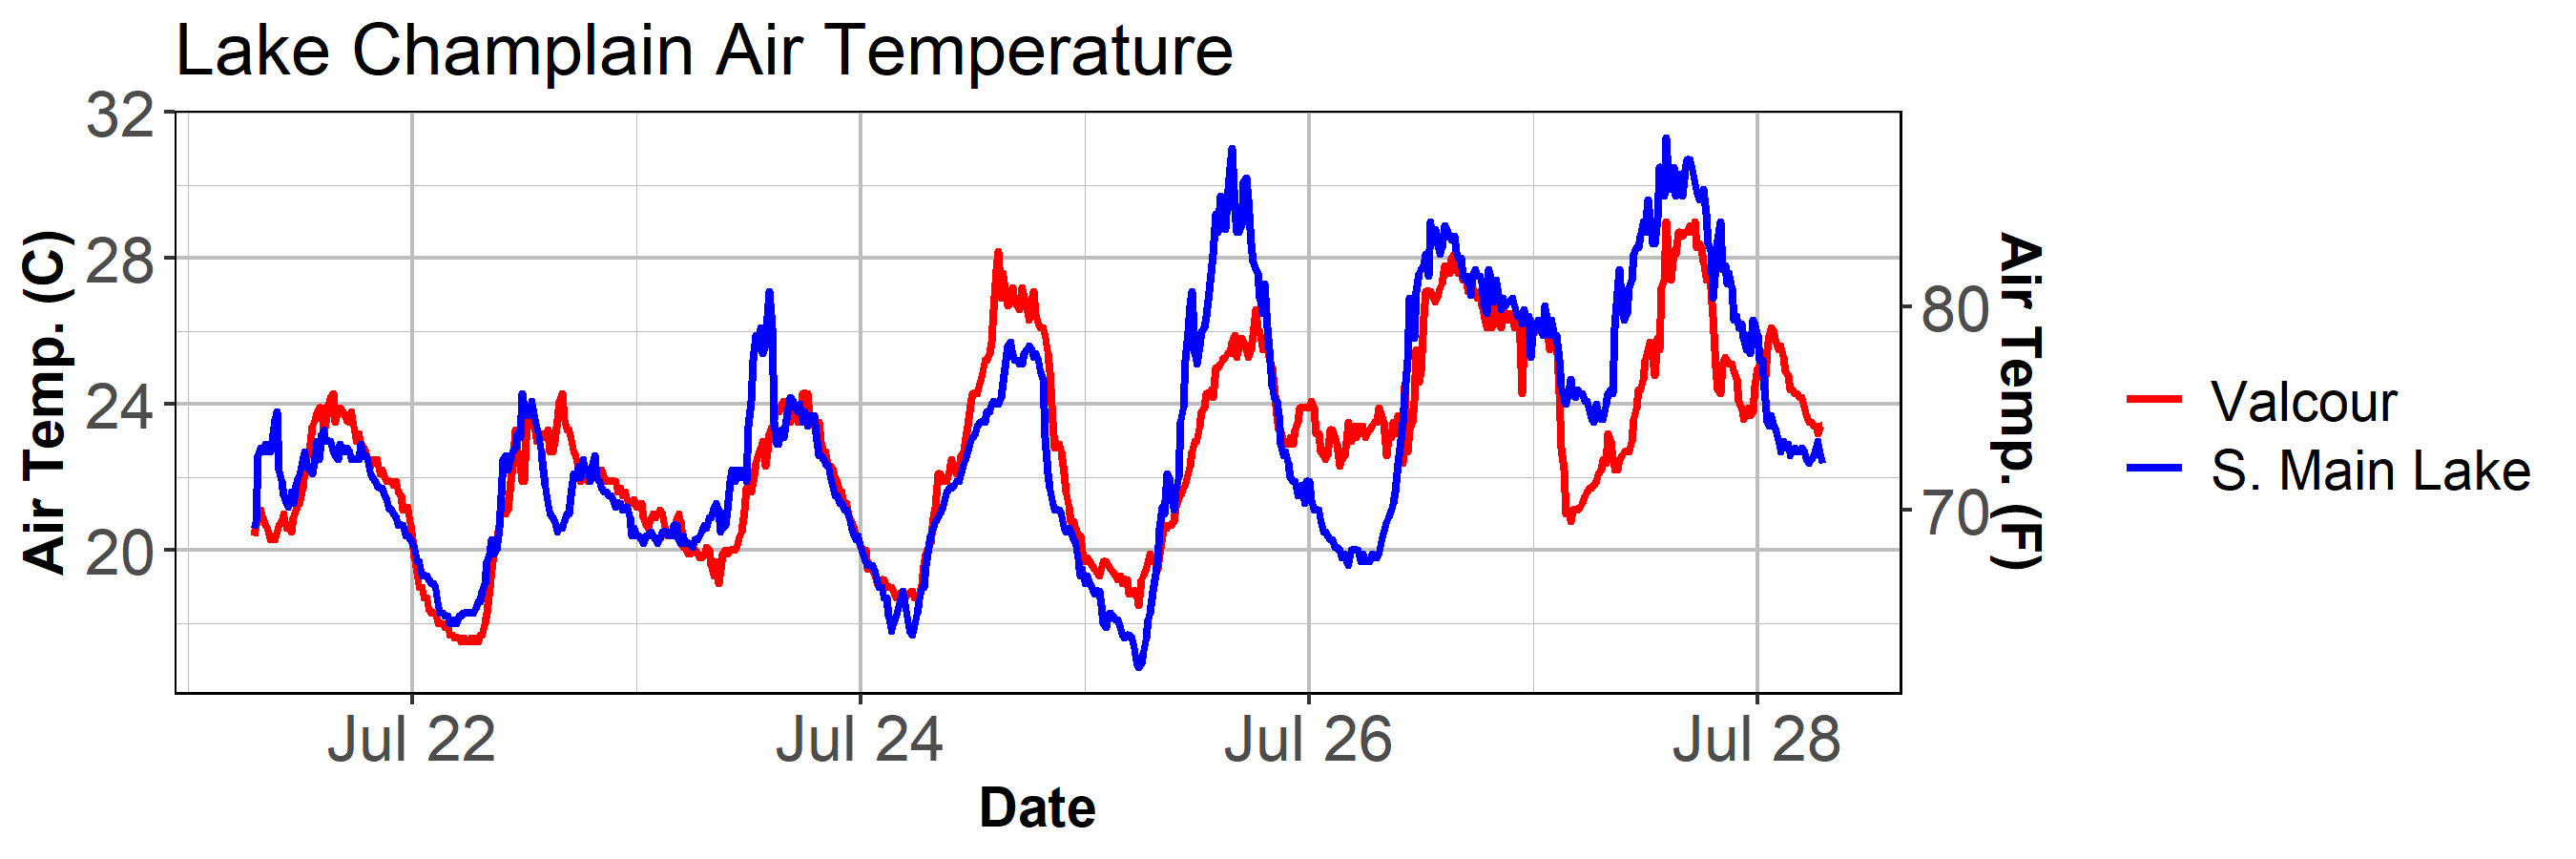 Lake Champlain Air Temperature
32
28
24
20
Air Temp. (C)
80
70
Air Temp. (F)
Jul 22
Jul 24
Jul 26
Jul 28
Date
Valcour
S. Main Lake